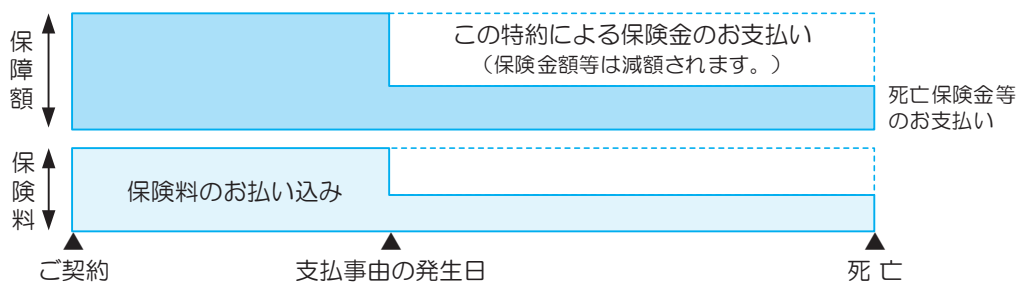 保障額
この特約による保険金のお支払い
（保険金額等は減額されます。）
死亡保険金等
のお支払い
保険料
保険料のお払い込み
ご契約
支払事由の発生日
死 亡